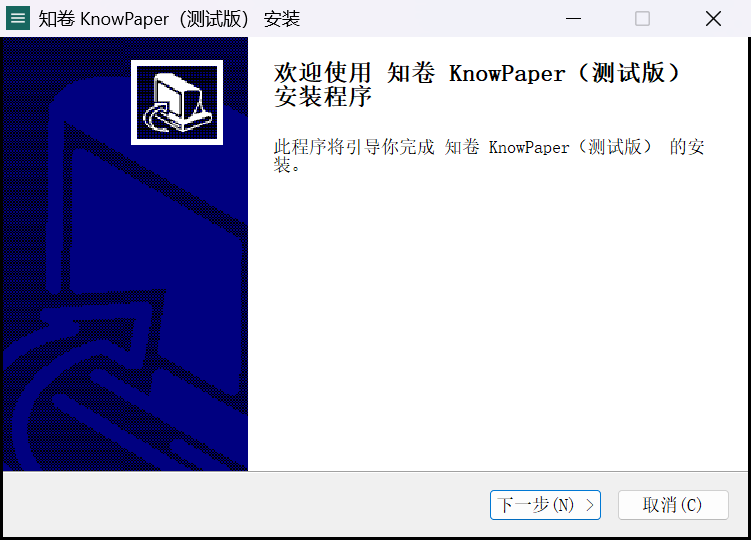 知卷 KnowPaper（测试版） 安装
欢迎使用 知卷 KnowPaper（测试版）
安装程序
此程序将引导你完成 知卷 KnowPaper（测试版） 的安
装。
下一步(N) >
取消(C)